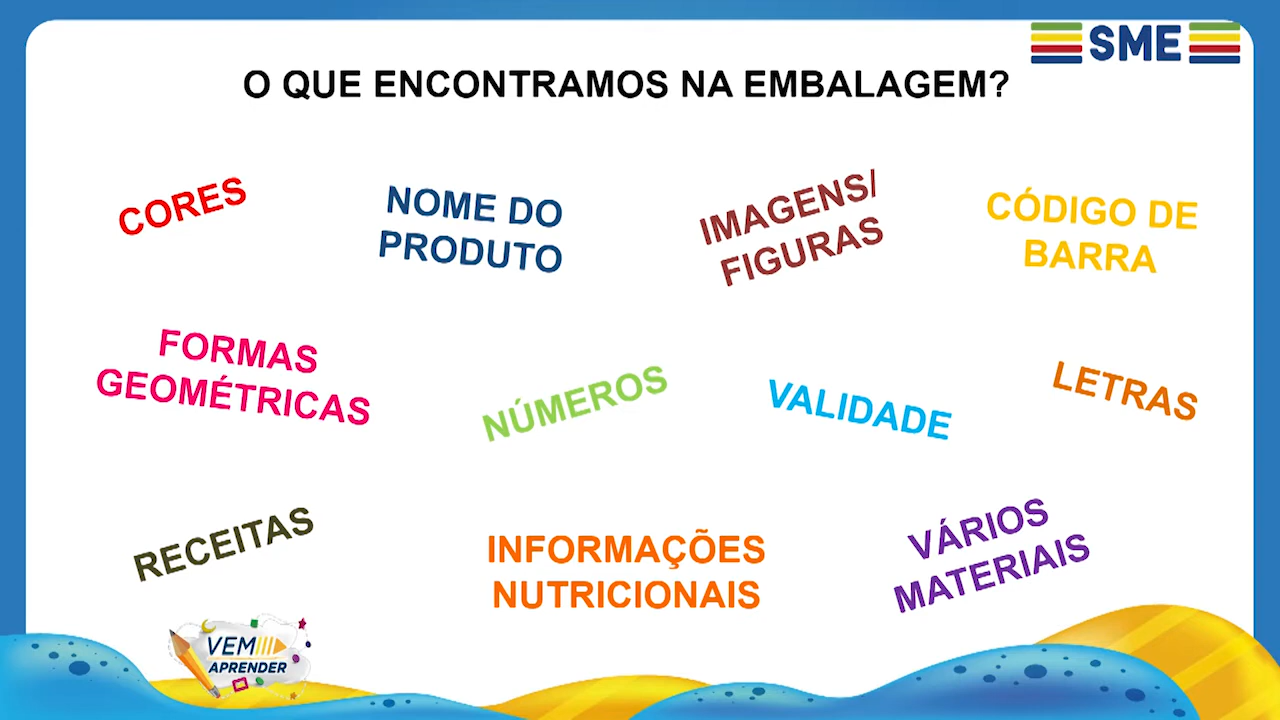 SME
O QUE ENCONTRAMOS NA EMBALAGEM?
CORES
NOME DO
PRODUTO
IMAGENS/
FIGURAS
CÓDIGO DE
BARRA
FORMAS
GEOMÉTRICAS
NÚMEROS
VALIDADE
LETRAS
RECEITAS
INFORMAÇÕES
NUTRICIONAIS
VÁRIOS
MATERIAIS
VEM
APRENDER